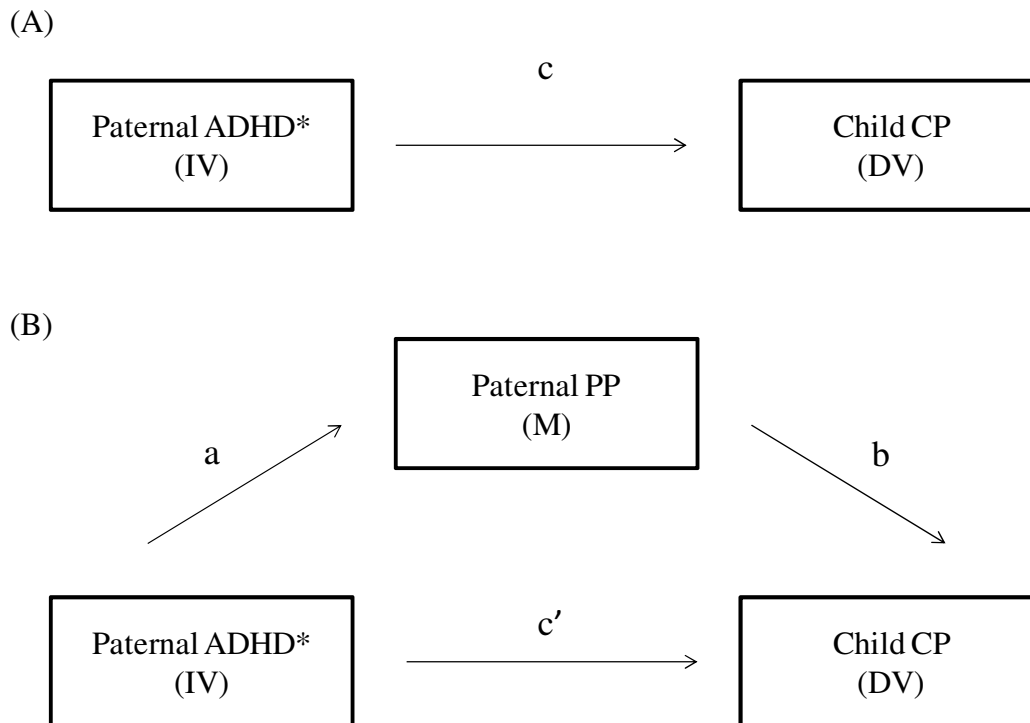 (A)
c
Paternal ADHD*
(IV)
Child CP
(DV)
(B)
Paternal PP
(M)
a
b
c’
Paternal ADHD*
(IV)
Child CP
(DV)